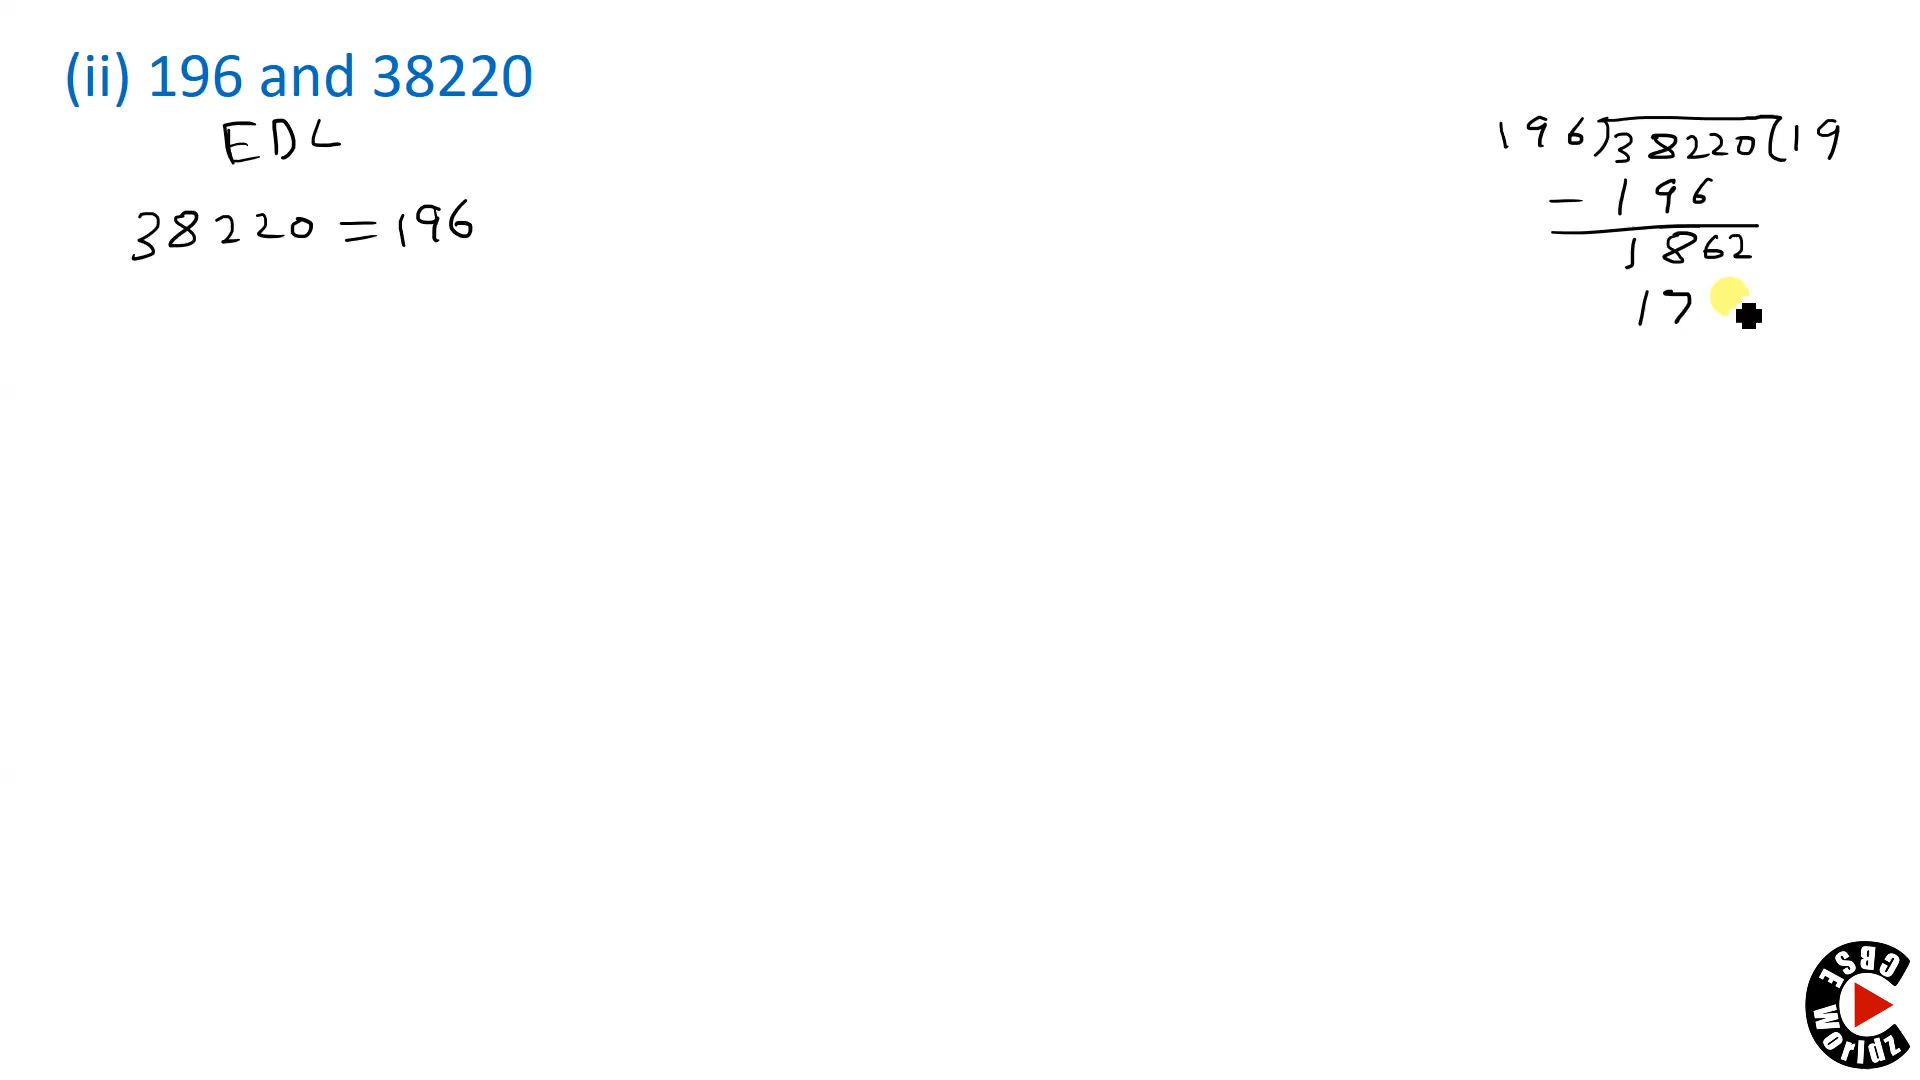 (ii) 196 and 38220
EDL
38220 = 196
196)38220(19
- 196
1862
17
CBSE Worldz